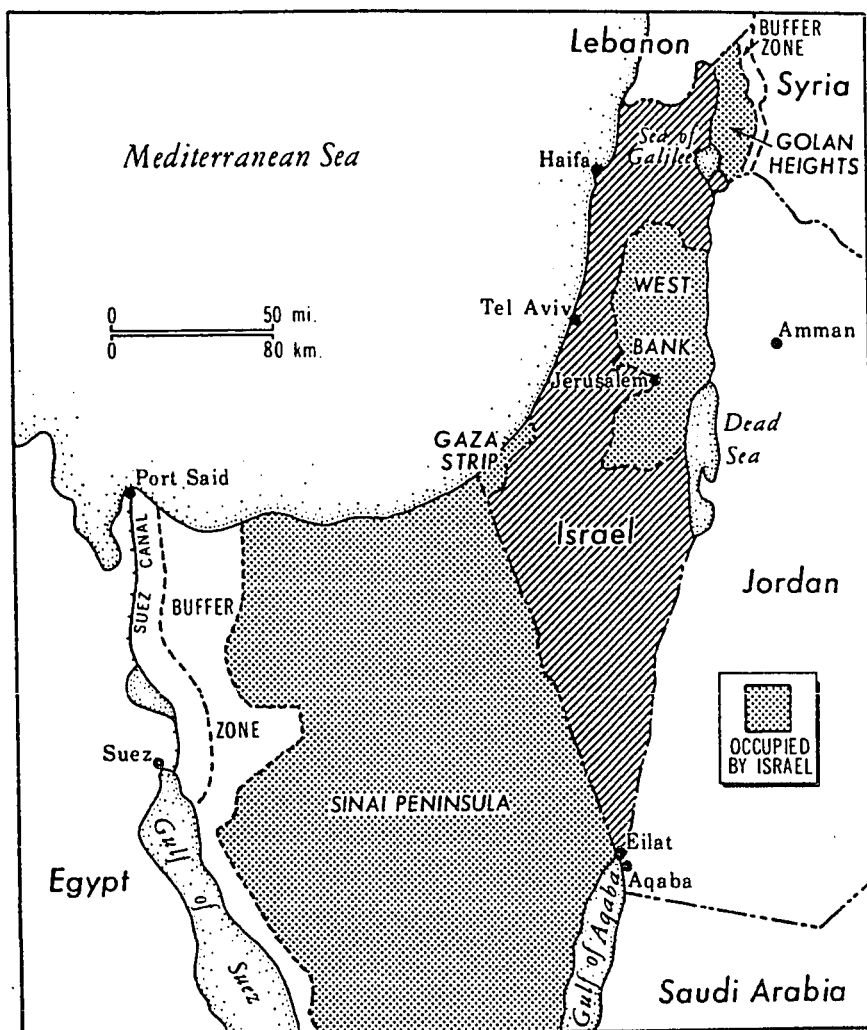 Lebanon
BUFFER
ZONE
Syria
Mediterranean Sea
Sea of
Galilee
GOLAN
HEIGHTS
Haifa
0 50 mi.
0 80 km.
WEST
BANK
Tel Aviv
Amman
Jerusalem
Dead
Sea
GAZA
STRIP
Port Said
SUEZ CANAL
Israel
BUFFER
ZONE
Jordan
OCCUPIED
BY ISRAEL
Suez
SINAI PENINSULA
Eilat
Aqaba
Egypt
Gulf of Suez
Gulf of Aqaba
Saudi Arabia